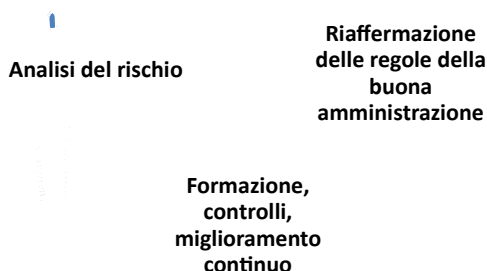 Analisi del rischio
Riaffermazione
delle regole della
buona
amministrazione
Formazione,
controlli,
miglioramento
continuo